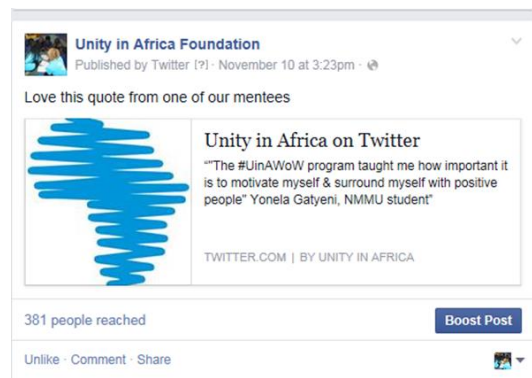 Unity in Africa Foundation
Published by Twitter [?] · November 10 at 3:23pm ·
Love this quote from one of our mentees
Unity in Africa on Twitter
“"The #UinAWoW program taught me how important it
is to motivate myself & surround myself with positive
people" Yonela Gatyeni, NMMU student”
TWITTER.COM | BY UNITY IN AFRICA
381 people reached
Boost Post
Unlike · Comment · Share